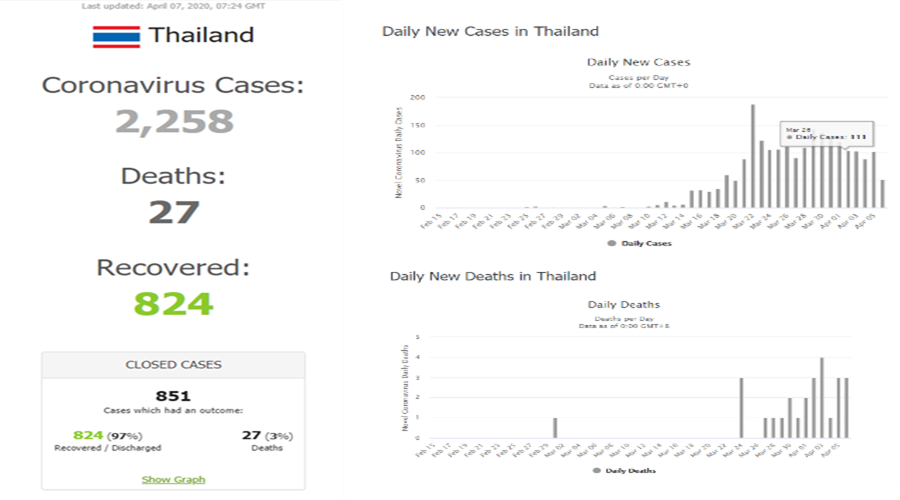 Last updated: April 07, 2020, 07:24 GMT
Thailand
Coronavirus Cases:
2,258
Deaths:
27
Recovered:
824
CLOSED CASES
851
Cases which had an outcome:
824 (97%)
Recovered / Discharged
27 (3%)
Deaths
Show Graph
Daily New Cases in Thailand
Daily New Cases
Cases per Day
Data as of 0:00 GMT+0
Novel Coronavirus Daily Cases
200
150
100
50
0
Mar 26
Daily Cases: 111
Feb 15
Feb 17
Feb 19
Feb 21
Feb 23
Feb 25
Feb 27
Feb 29
Mar 02
Mar 04
Mar 06
Mar 08
Mar 10
Mar 12
Mar 14
Mar 16
Mar 18
Mar 20
Mar 22
Mar 24
Mar 26
Mar 28
Mar 30
Apr 01
Apr 03
Apr 05
Daily Cases
Daily New Deaths in Thailand
Daily Deaths
Deaths per Day
Data as of 0:00 GMT+8
Novel Coronavirus Daily Deaths
5
4
3
2
1
0
Feb 15
Feb 17
Feb 19
Feb 21
Feb 23
Feb 25
Feb 27
Feb 29
Mar 02
Mar 04
Mar 06
Mar 08
Mar 10
Mar 12
Mar 14
Mar 16
Mar 18
Mar 20
Mar 22
Mar 24
Mar 26
Mar 28
Mar 30
Apr 01
Apr 03
Apr 05
Daily Deaths